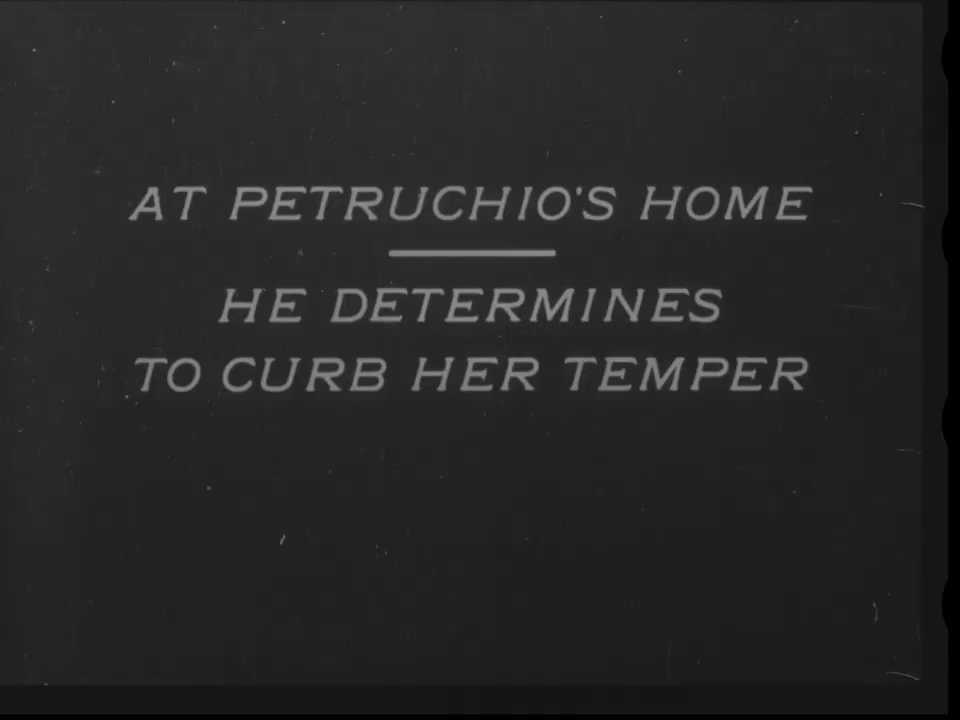 AT PETRUCHIO'S HOME
HE DETERMINES
TO CURB HER TEMPER